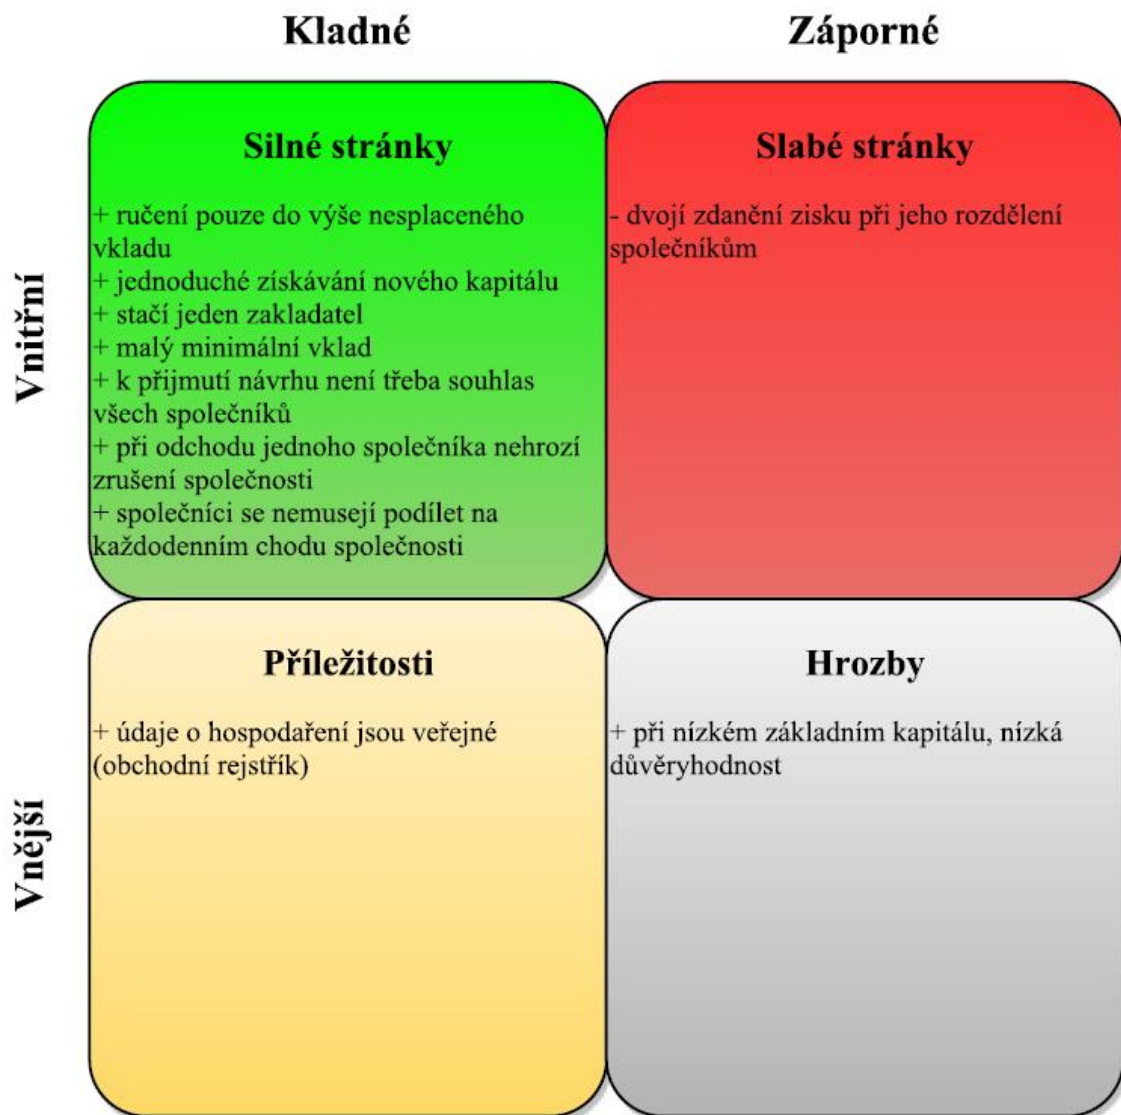 Kladné
Záporné
Vnitřní
Silné stránky
+ ručení pouze do výše nesplaceného
vkladu
+ jednoduché získávání nového kapitálu
+ stačí jeden zakladatel
+ malý minimální vklad
+ k přijmutí návrhu není třeba souhlas
všech společníků
+ při odchodu jednoho společníka nehrozí
zrušení společnosti
+ společníci se nemusejí podílet na
každodenním chodu společnosti
Slabé stránky
- dvojí zdanění zisku při jeho rozdělení
společníkům
Vnější
Příležitosti
+ údaje o hospodaření jsou veřejné
(obchodní rejstřík)
Hrozby
+ při nízkém základním kapitálu, nízká
důvěryhodnost